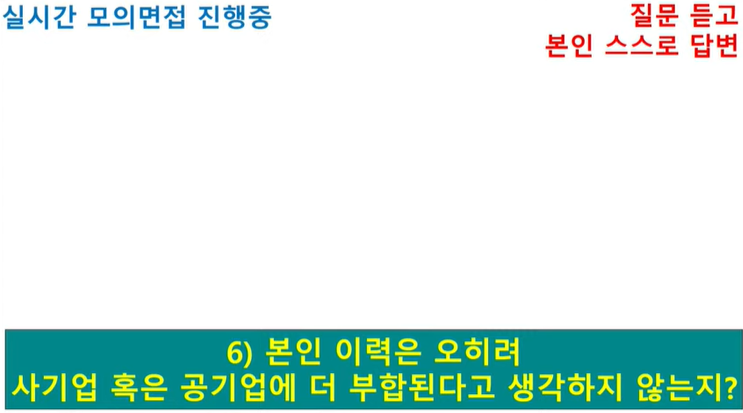 실시간 모의면접 진행중
질문 듣고
본인 스스로 답변
6) 본인 이력은 오히려
사기업 혹은 공기업에 더 부합된다고 생각하지 않는지?